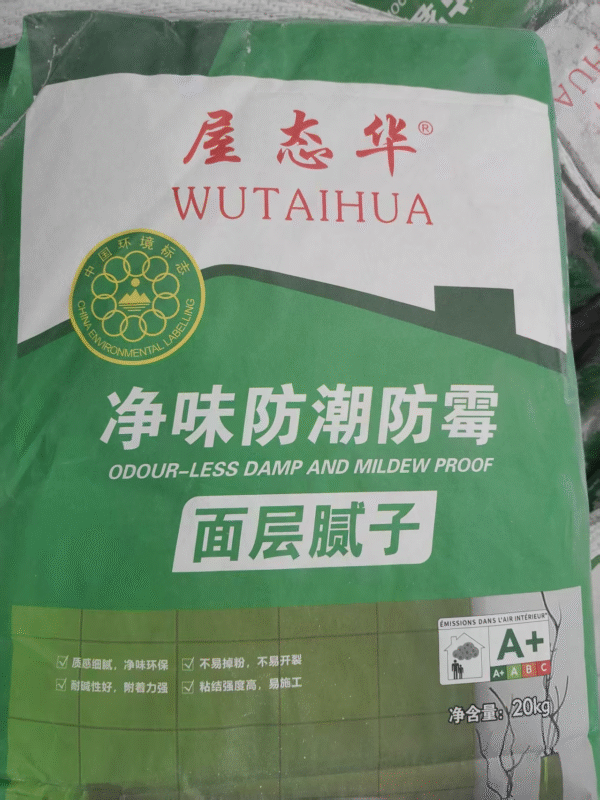 屋态华®
WUTAIHUA
中国环境标志
CHINA ENVIRONMENTAL LABELLING
净味防潮防霉
ODOUR-LESS DAMP AND MILDEW PROOF
面层腻子
ÉMISSIONS DANS L'AIR INTÉRIEUR*
A+
A+ A B C
质感细腻，净味环保 不易掉粉，不易开裂
耐碱性好，附着力强 粘结强度高，易施工
净含量：20kg
HUA